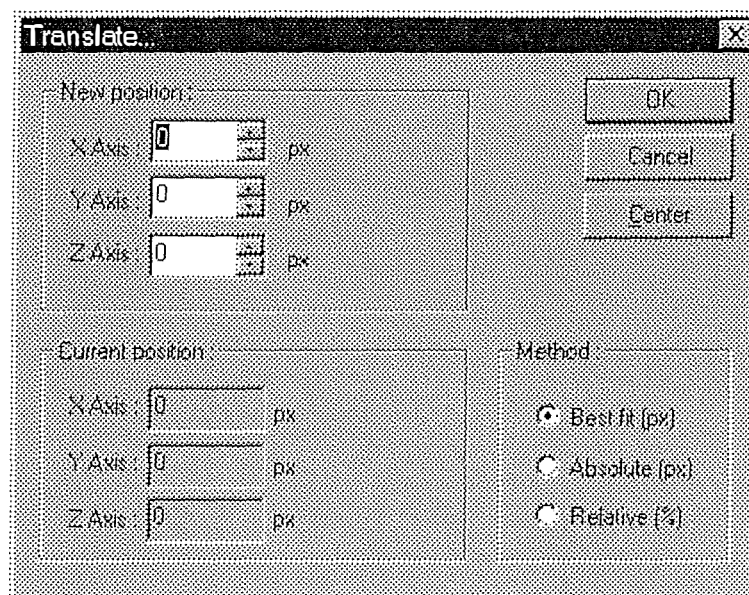 Translate...
New position :
X Axis : 0 px
Y Axis : 0 px
Z Axis : 0 px
OK
Cancel
Center
Current position :
X Axis : 0 px
Y Axis : 0 px
Z Axis : 0 px
Method :
Best fit (px)
Absolute (px)
Relative (%)